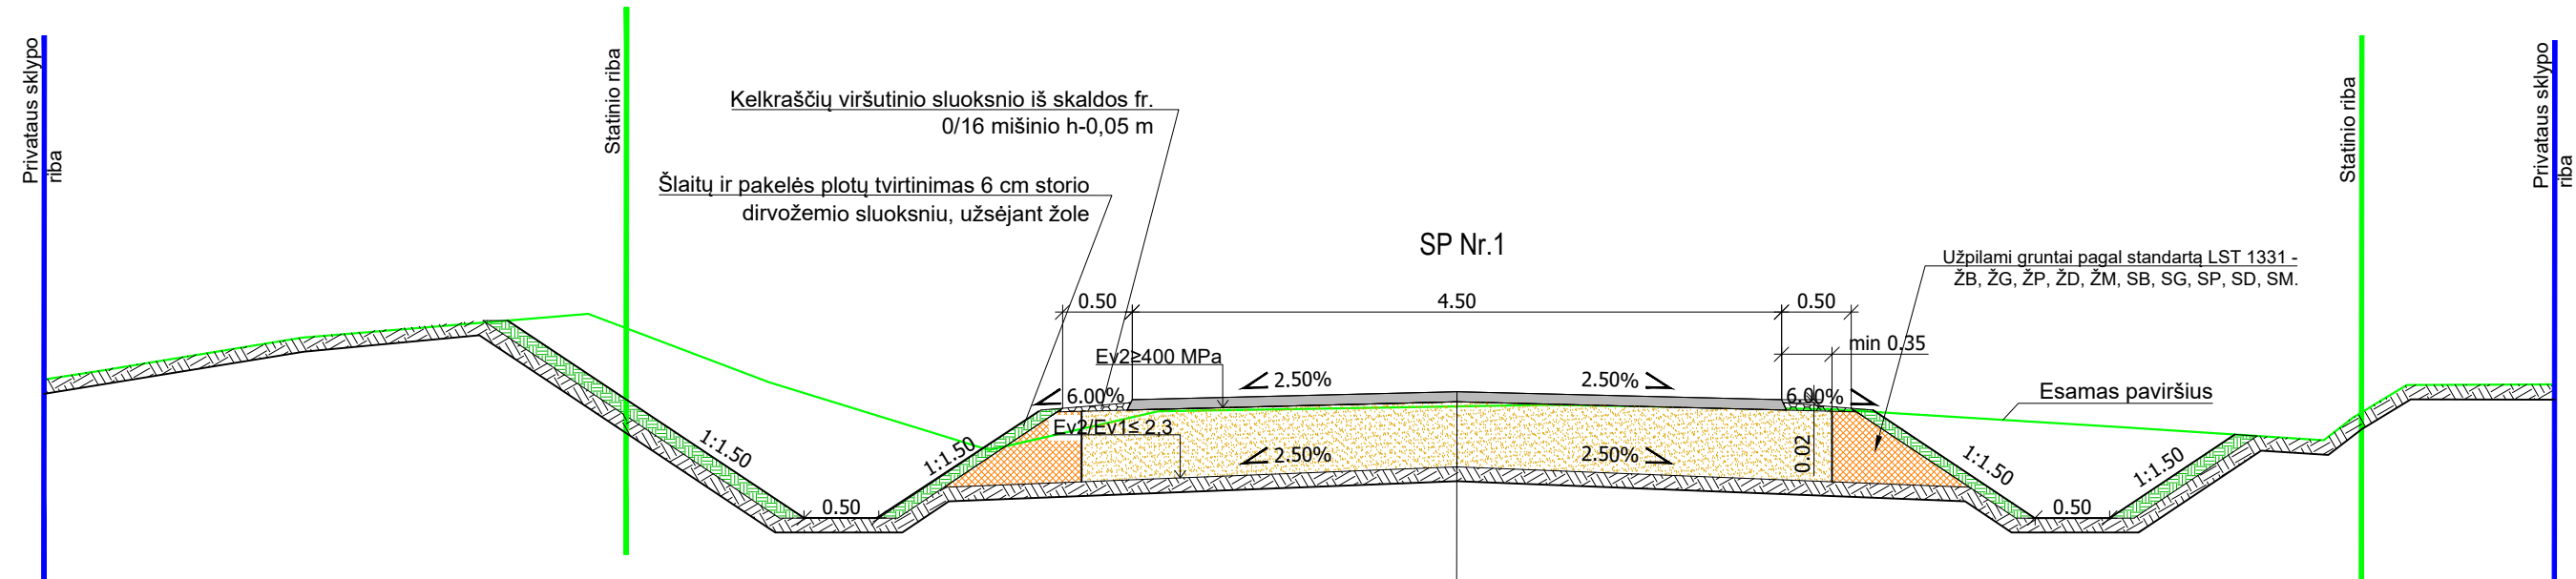 Privataus sklypo
riba
Statinio riba
Kelkraščių viršutinio sluoksnio iš skaldos fr.
0/16 mišinio h-0,05 m
Šlaitų ir pakelės plotų tvirtinimas 6 cm storio
dirvožemio sluoksniu, užsėjant žole
SP Nr.1
Užpilami gruntai pagal standartą LST 1331 -
ŽB, ŽG, ŽP, ŽD, ŽM, SB, SG, SP, SD, SM.
Statinio riba
Privataus sklypo
riba
0.50
4.50
0.50
min 0.35
Ev2≥400 MPa
2.50%
2.50%
6.00%
6.00%
Esamas paviršius
Ev2/Ev1≤ 2,3
2.50%
2.50%
0.02
1:1.50
1:1.50
1:1.50
1:1.50
0.50
0.50